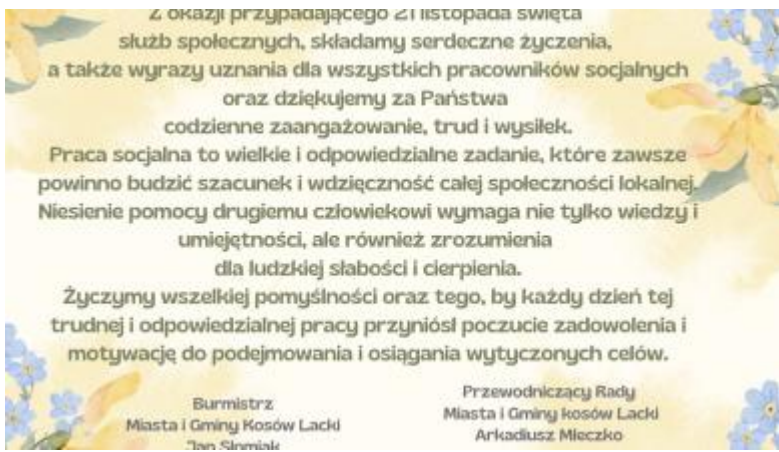 Z okazji przypadającego 21 listopada święta
służb społecznych, składamy serdeczne życzenia,
a także wyrazy uznania dla wszystkich pracowników socjalnych
oraz dziękujemy za Państwa
codzienne zaangażowanie, trud i wysiłek.
Praca socjalna to wielkie i odpowiedzialne zadanie, które zawsze
powinno budzić szacunek i wdzięczność całej społeczności lokalnej.
Niesienie pomocy drugiemu człowiekowi wymaga nie tylko wiedzy i
umiejętności, ale również zrozumienia
dla ludzkiej słabości i cierpienia.
Życzymy wszelkiej pomyślności oraz tego, by każdy dzień tej
trudnej i odpowiedzialnej pracy przyniósł poczucie zadowolenia i
motywację do podejmowania i osiągania wytyczonych celów.
Burmistrz
Miasta i Gminy Kosów Lacki
Jan Słomiak
Przewodniczący Rady
Miasta i Gminy kosów Lacki
Arkadiusz Mleczko